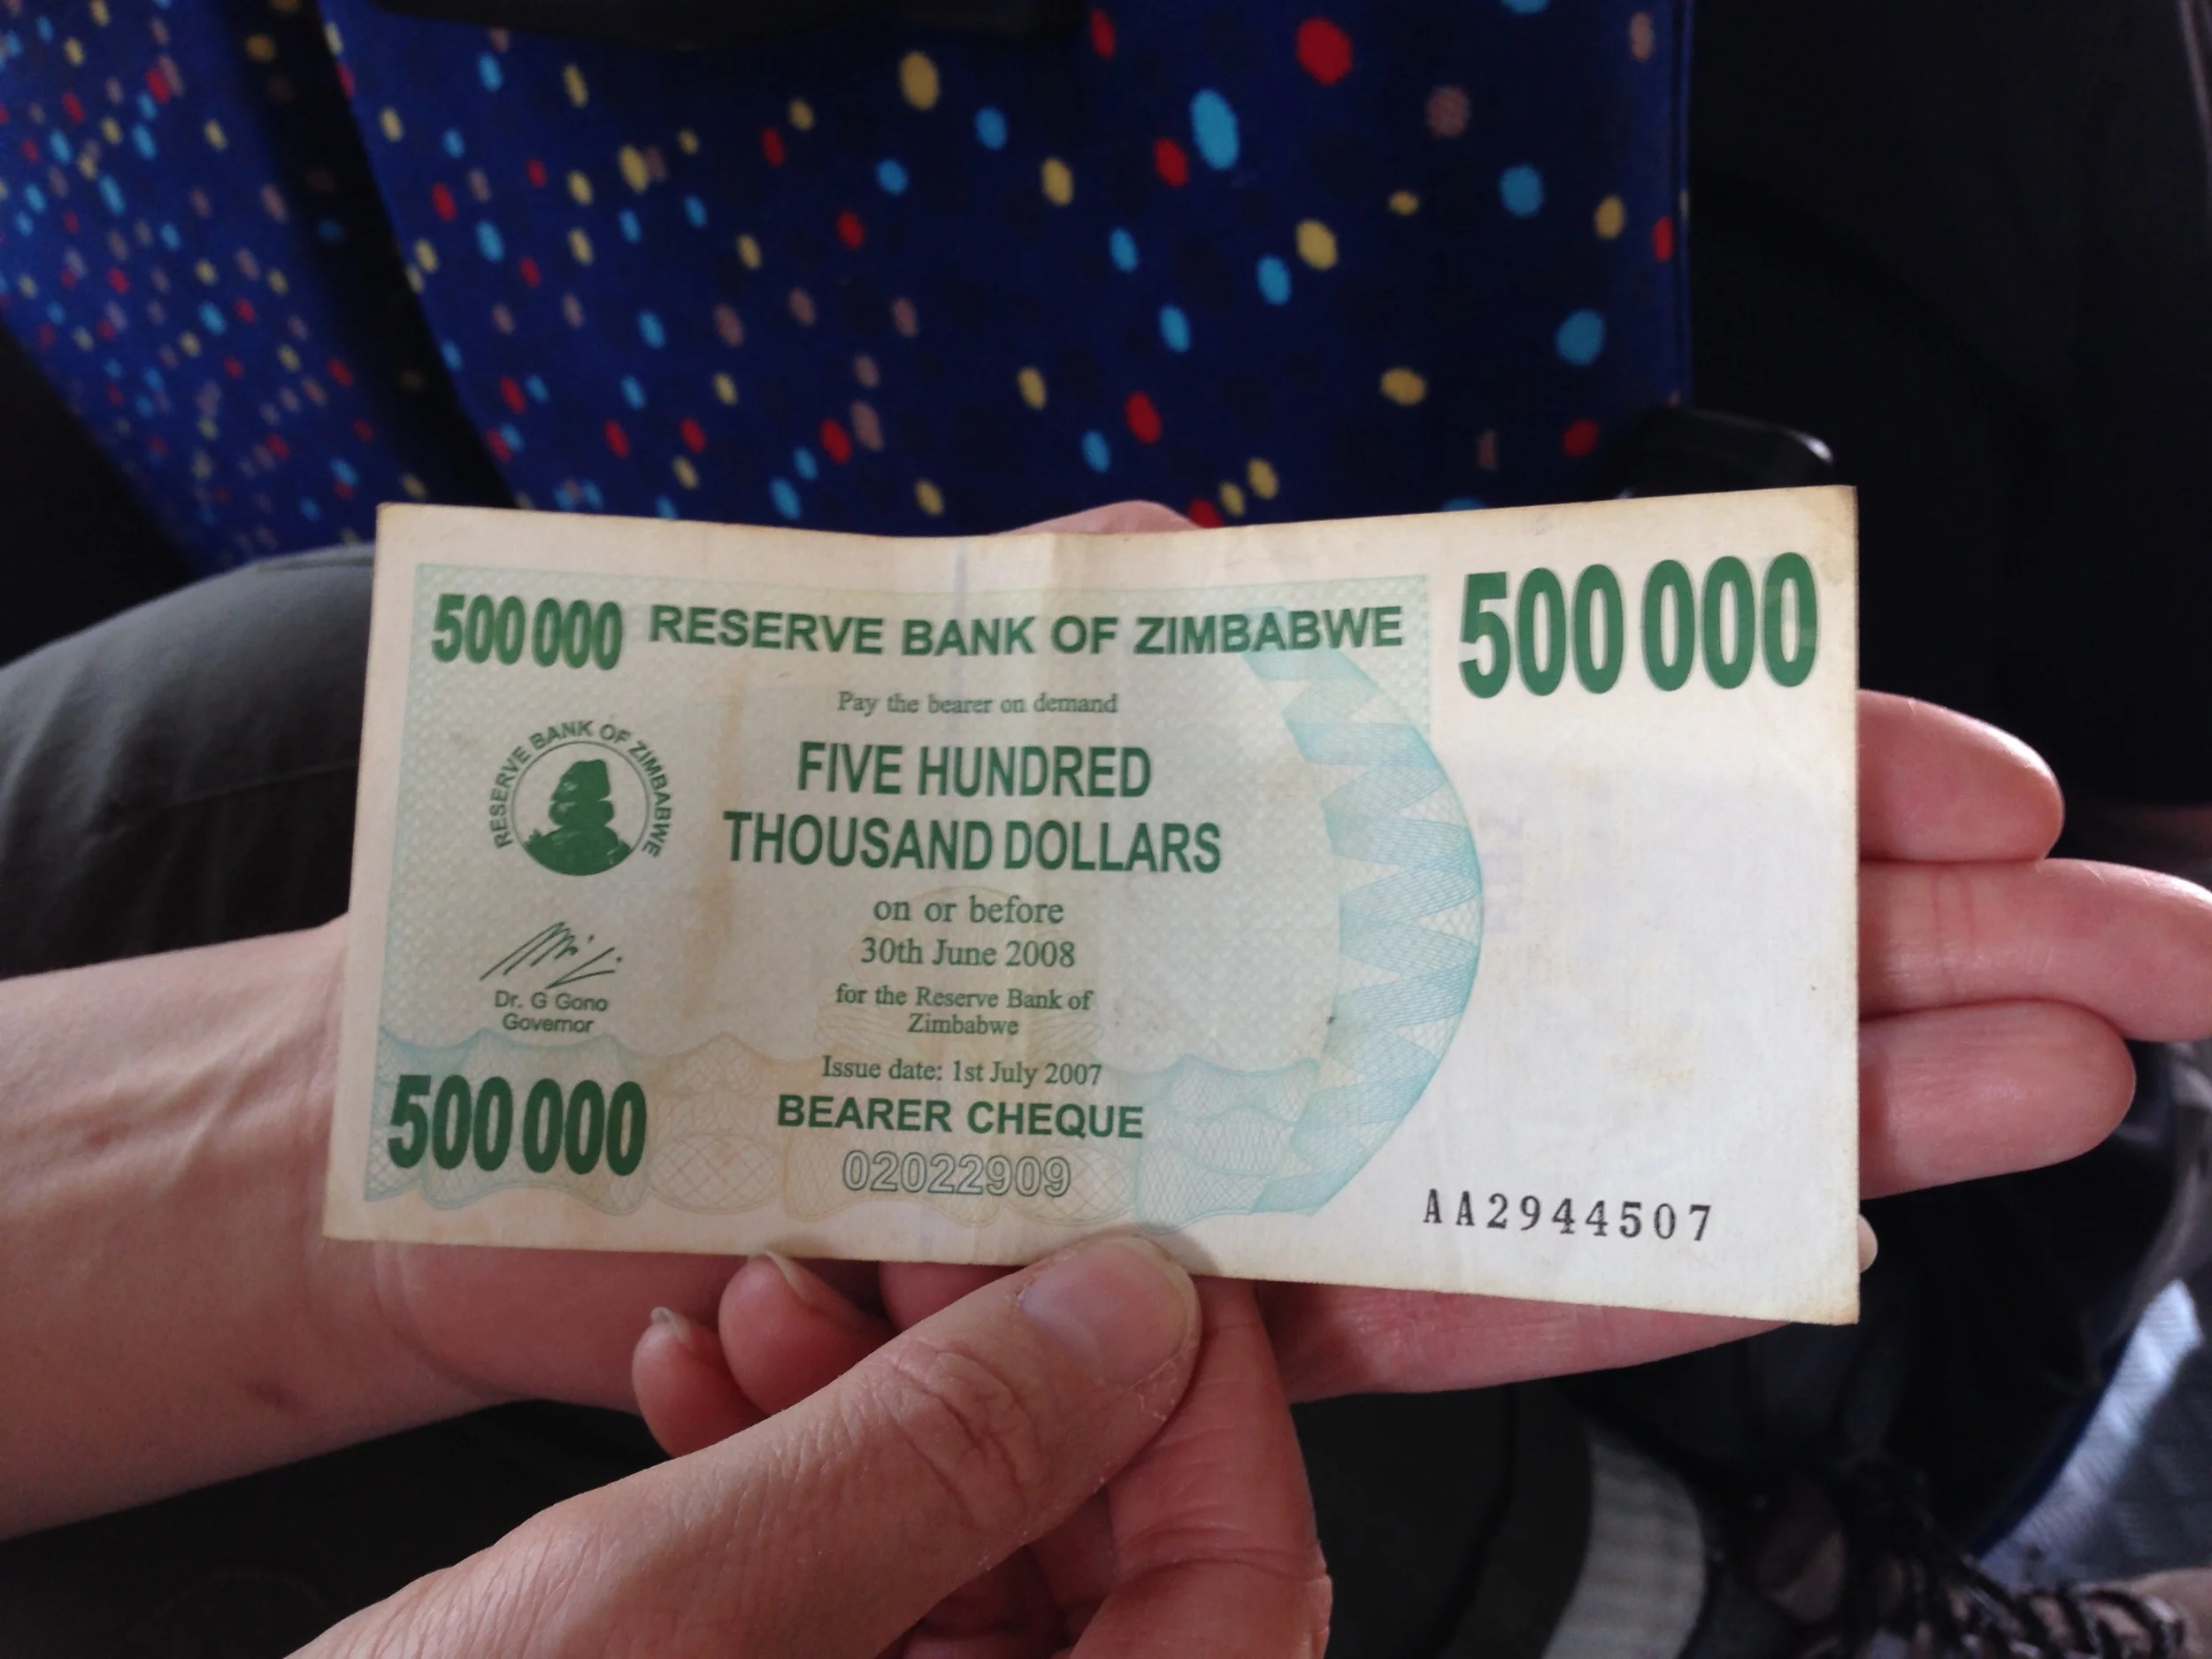 500 000 RESERVE BANK OF ZIMBABWE 500 000
Pay the bearer on demand
RESERVE BANK OF ZIMBABWE
FIVE HUNDRED
THOUSAND DOLLARS
on or before
30th June 2008
for the Reserve Bank of
Zimbabwe
Dr. G Gono
Governor
Issue date: 1st July 2007
500 000
BEARER CHEQUE
02022909
AA2944507